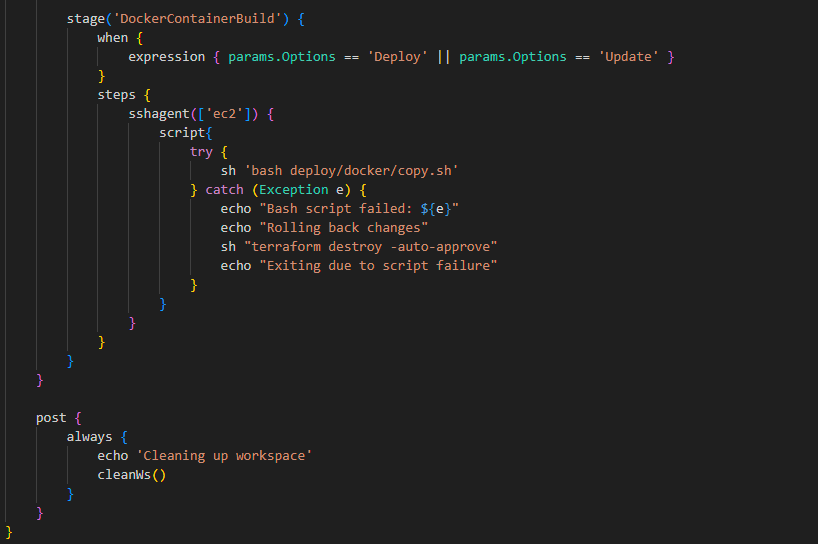 stage('DockerContainerBuild') {
when {
expression { params.Options == 'Deploy' || params.Options == 'Update' }
}
steps {
sshagent(['ec2']) {
script{
try {
sh 'bash deploy/docker/copy.sh'
} catch (Exception e) {
echo "Bash script failed: ${e}"
echo "Rolling back changes"
sh "terraform destroy -auto-approve"
echo "Exiting due to script failure"
}
}
}
}
}
}
post {
always {
echo 'Cleaning up workspace'
cleanWs()
}
}
}